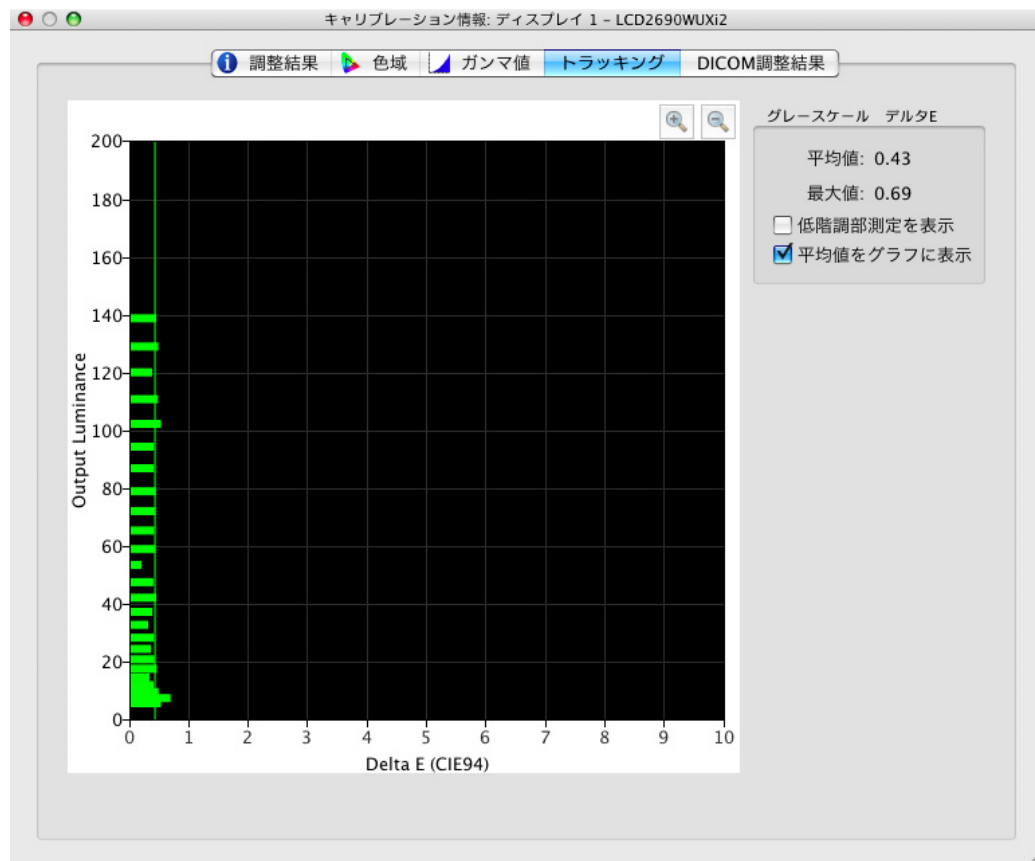 キャリブレーション情報: ディスプレイ 1 – LCD2690WUXi2
調整結果 色域 ガンマ値 トラッキング DICOM調整結果
グレースケール デルタE
平均値: 0.43
最大値: 0.69
低階調部測定を表示
平均値をグラフに表示
200
180
160
140
120
100
80
60
40
20
0
Output Luminance
0 1 2 3 4 5 6 7 8 9 10
Delta E (CIE94)